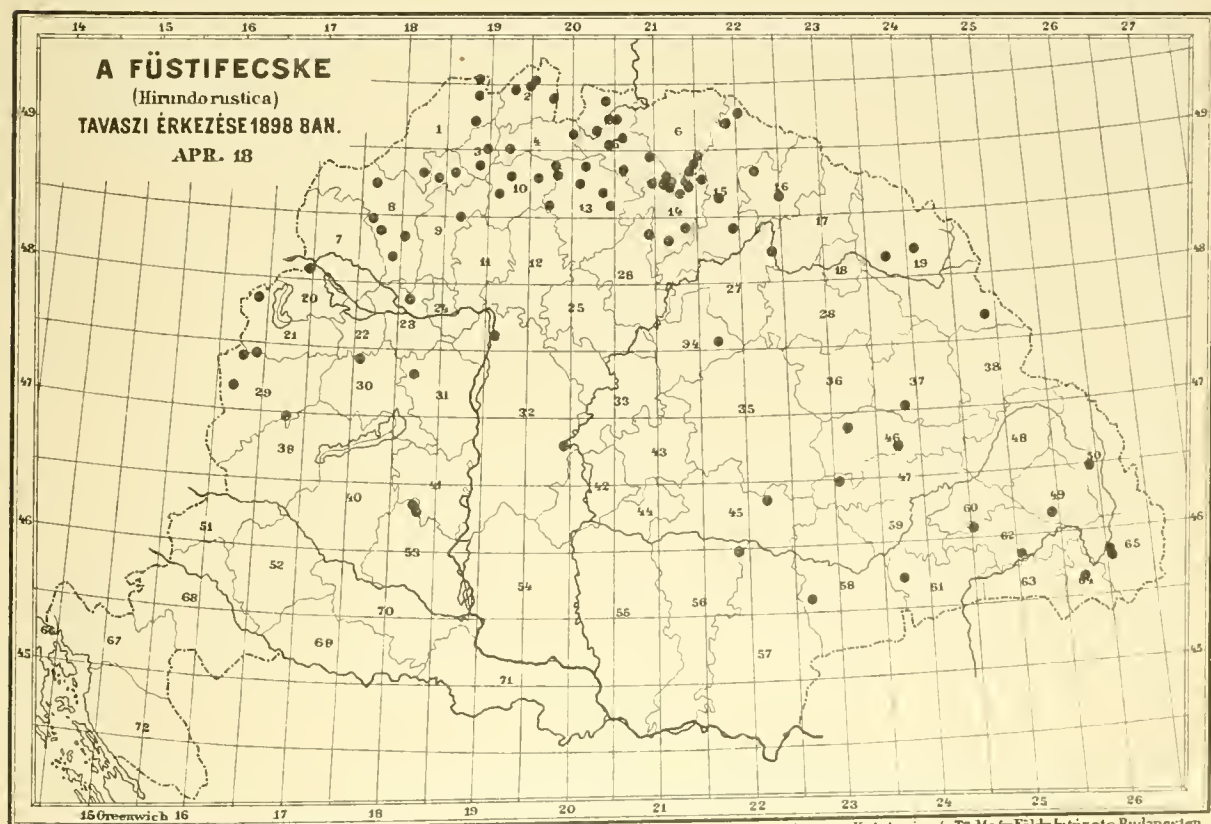 14 15 16 17 18 19 20 21 22 23 24 25 26 27
A FÜSTIFECSKE
(Hirundo rustica)
TAVASZI ÉRKEZÉSE 1898 BAN.
APR. 18
49 49
48 48
47 47
46 46
45 45
1 2 3 4 5 6
7 8 9 10 11 12 13 14 15 16 17 18 19
20 21 22 23 24 25 26 27 28
29 30 31 32 33 34 35 36 37 38
39 40 41 42 43 44 45 46 47 48 49 50
51 52 53 54 55 56 57 58 59 60 61 62 63 64 65
66 67 68 69 70 71 72
15 Greenwich 16 17 18 19 20 21 22 23 24 25 26